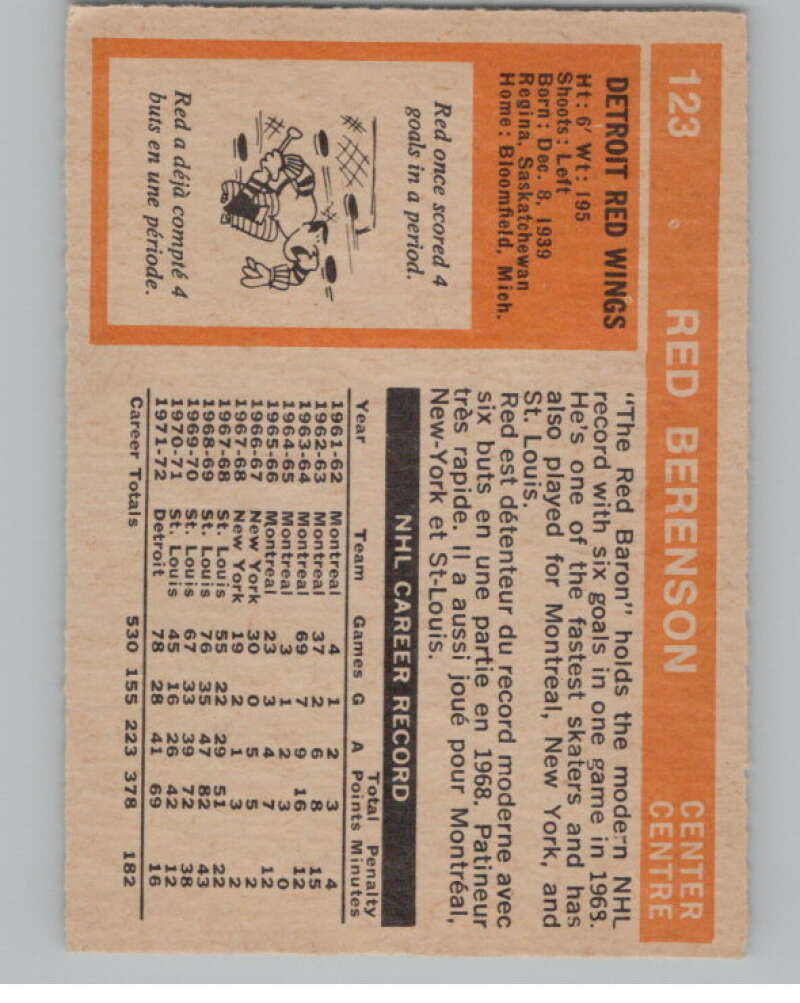 123 RED BERENSON CENTER
CENTRE
DETROIT RED WINGS
Ht: 6' Wt: 195
Shoots: Left
Born: Dec. 8, 1939
Regina, Saskatchewan
Home: Bloomfield, Mich.
Red once scored 4
goals in a period.
Red a déjà compté 4
buts en une période.
"The Red Baron" holds the modern NHL
record with six goals in one game in 1968.
He's one of the fastest skaters and has
also played for Montreal, New York, and
St. Louis.
Red est détenteur du record moderne avec
six buts en une partie en 1968. Patineur
très rapide. Il a aussi joué pour Montréal,
New-York et St-Louis.
NHL CAREER RECORD
Total Penalty
Year Team Games G A Points Minutes
1961-62 Montreal 4 1 2 3 4
1962-63 Montreal 37 2 6 8 15
1963-64 Montreal 69 7 9 16 12
1964-65 Montreal 3 1 2 3 0
1965-66 Montreal 23 3 4 7 12
1966-67 New York 30 0 5 5 2
1967-68 New York 19 2 1 3 2
1967-68 St. Louis 55 22 29 51 22
1968-69 St. Louis 76 35 47 82 43
1969-70 St. Louis 67 33 39 72 38
1970-71 St. Louis 45 16 26 42 12
1971-72 Detroit 78 28 41 69 16
Career Totals 530 155 223 378 182